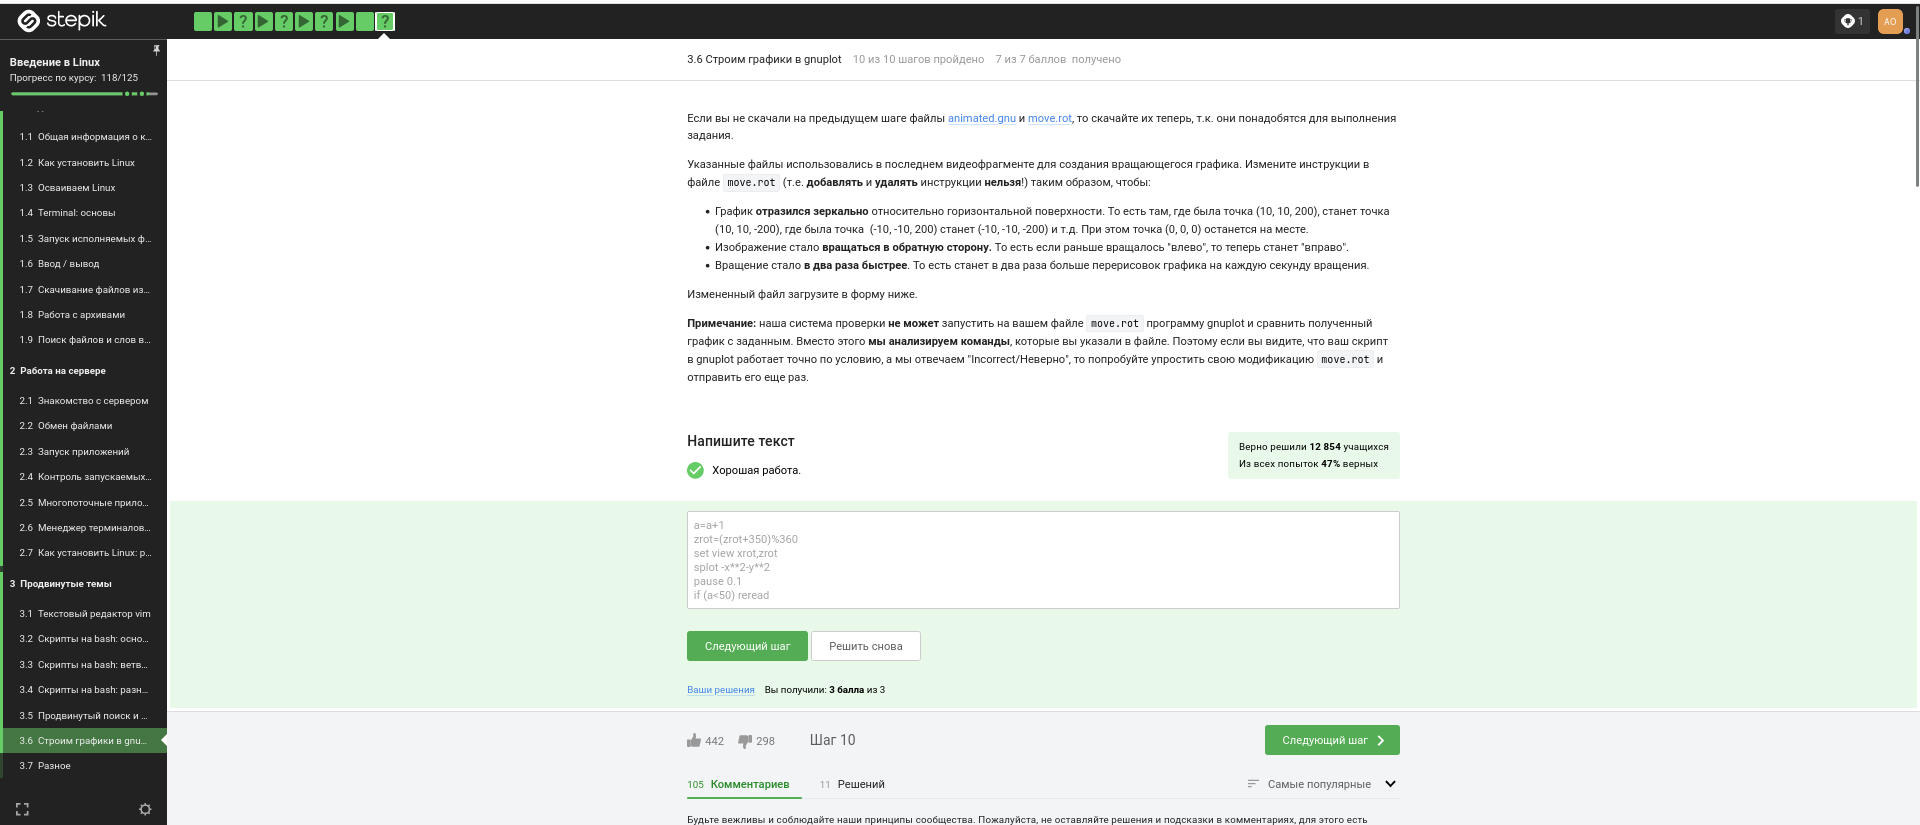 stepik
1
AO
Введение в Linux
Прогресс по курсу: 118/125
1.1 Общая информация о к...
1.2 Как установить Linux
1.3 Осваиваем Linux
1.4 Terminal: основы
1.5 Запуск исполняемых ф...
1.6 Ввод / вывод
1.7 Скачивание файлов из...
1.8 Работа с архивами
1.9 Поиск файлов и слов в...
2 Работа на сервере
2.1 Знакомство с сервером
2.2 Обмен файлами
2.3 Запуск приложений
2.4 Контроль запускаемых...
2.5 Многопоточные прило...
2.6 Менеджер терминалов...
2.7 Как установить Linux: р...
3 Продвинутые темы
3.1 Текстовый редактор vim
3.2 Скрипты на bash: осно...
3.3 Скрипты на bash: ветв...
3.4 Скрипты на bash: разн...
3.5 Продвинутый поиск и ...
3.6 Строим графики в gnu...
3.7 Разное
3.6 Строим графики в gnuplot 10 из 10 шагов пройдено 7 из 7 баллов получено
Если вы не скачали на предыдущем шаге файлы animated.gnu и move.rot, то скачайте их теперь, т.к. они понадобятся для выполнения
задания.
Указанные файлы использовались в последнем видеофрагменте для создания вращающегося графика. Измените инструкции в
файле move.rot (т.е. добавлять и удалять инструкции нельзя!) таким образом, чтобы:
• График отразился зеркально относительно горизонтальной поверхности. То есть там, где была точка (10, 10, 200), станет точка
(10, 10, -200), где была точка (-10, -10, 200) станет (-10, -10, -200) и т.д. При этом точка (0, 0, 0) останется на месте.
• Изображение стало вращаться в обратную сторону. То есть если раньше вращалось "влево", то теперь станет "вправо".
• Вращение стало в два раза быстрее. То есть станет в два раза больше перерисовок графика на каждую секунду вращения.
Измененный файл загрузите в форму ниже.
Примечание: наша система проверки не может запустить на вашем файле move.rot программу gnuplot и сравнить полученный
график с заданным. Вместо этого мы анализируем команды, которые вы указали в файле. Поэтому если вы видите, что ваш скрипт
в gnuplot работает точно по условию, а мы отвечаем "Incorrect/Неверно", то попробуйте упростить свою модификацию move.rot и
отправить его еще раз.
Напишите текст
Хорошая работа.
Верно решили 12 854 учащихся
Из всех попыток 47% верных
a=a+1
zrot=(zrot+350)%360
set view xrot,zrot
splot -x**2-y**2
pause 0.1
if (a<50) reread
Следующий шаг Решить снова
Ваши решения Вы получили: 3 балла из 3
442 298 Шаг 10 Следующий шаг
105 Комментариев 11 Решений Самые популярные
Будьте вежливы и соблюдайте наши принципы сообщества. Пожалуйста, не оставляйте решения и подсказки в комментариях, для этого есть